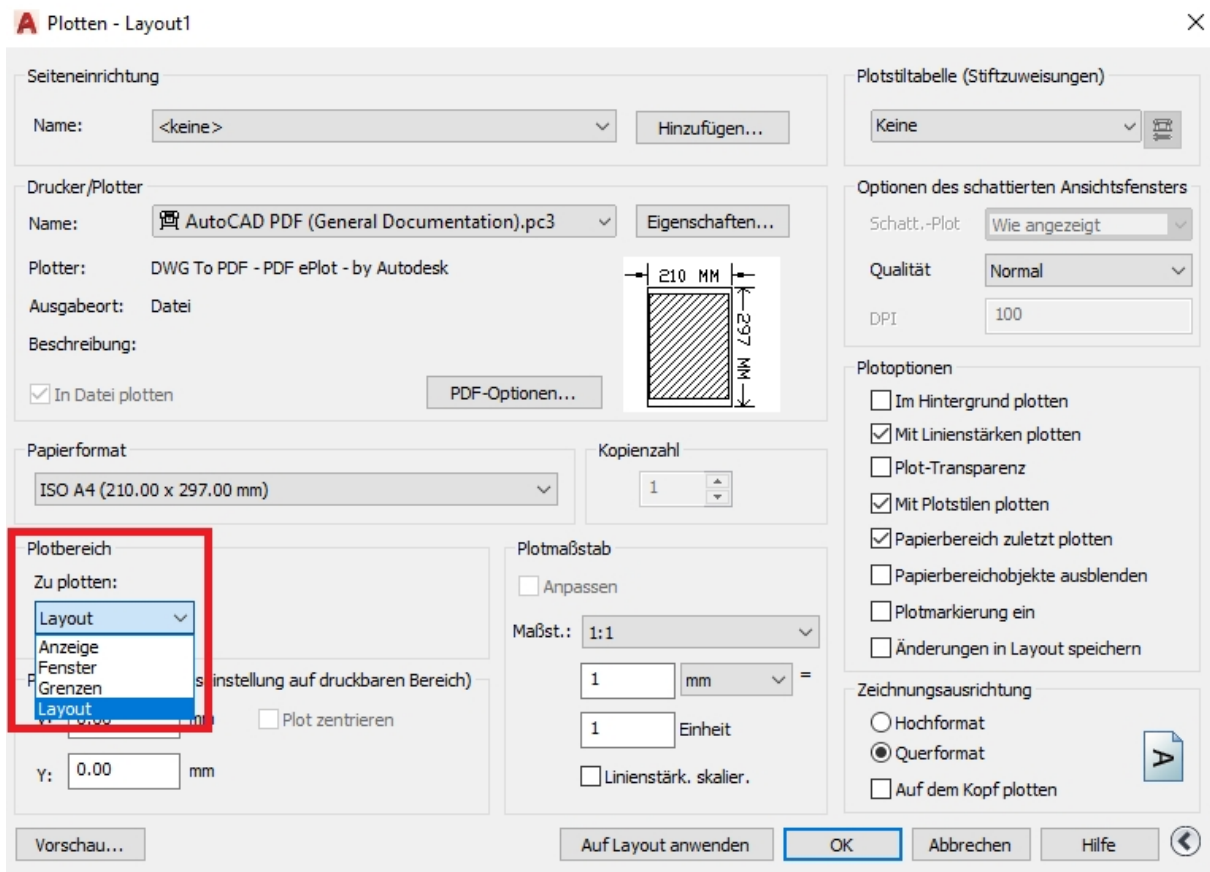 Plotten - Layout1
Seiteneinrichtung
Name:
<keine>
Hinzufügen...
Plotstiltabelle (Stiftzuweisungen)
Keine
Drucker/Plotter
Name:
AutoCAD PDF (General Documentation).pc3
Eigenschaften...
Plotter:
DWG To PDF - PDF ePlot - by Autodesk
Ausgabeort:
Datei
Beschreibung:
In Datei plotten
PDF-Optionen...
210 MM
297 MM
Optionen des schattierten Ansichtsfensters
Schatt.-Plot
Wie angezeigt
Qualität
Normal
DPI
100
Papierformat
ISO A4 (210.00 x 297.00 mm)
Kopienzahl
1
Plotoptionen
Im Hintergrund plotten
Mit Linienstärken plotten
Plot-Transparenz
Mit Plotstilen plotten
Papierbereich zuletzt plotten
Papierbereichobjekte ausblenden
Plotmarkierung ein
Änderungen in Layout speichern
Plotbereich
Zu plotten:
Layout
Anzeige
Fenster
Grenzen
Layout
instellung auf druckbaren Bereich)
mm
Plot zentrieren
Y:
0.00
mm
Plotmaßstab
Anpassen
Maßst.:
1:1
1
mm
=
1
Einheit
Linienstärk. skalier.
Zeichnungsausrichtung
Hochformat
Querformat
Auf dem Kopf plotten
A
Vorschau...
Auf Layout anwenden
OK
Abbrechen
Hilfe